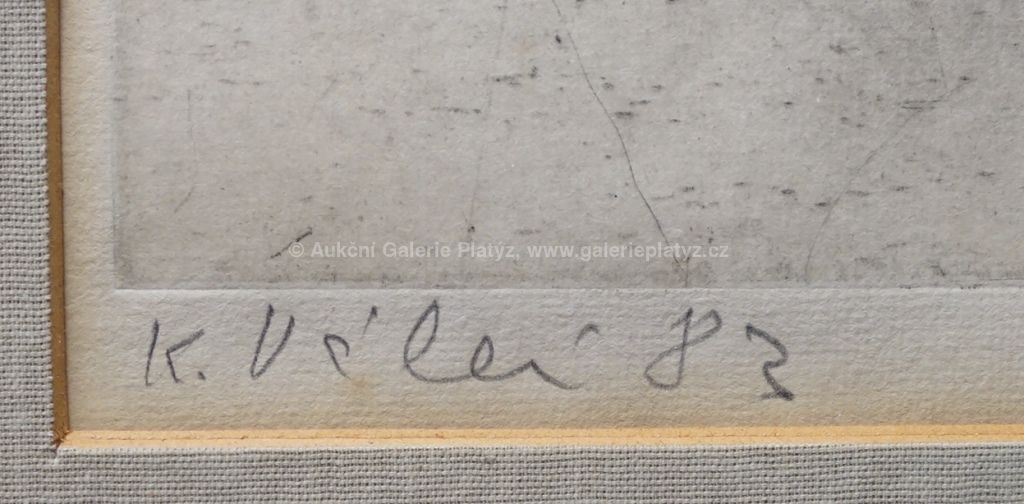 © Aukční Galerie Platýz, www.galerieplatyz.cz
K. 83